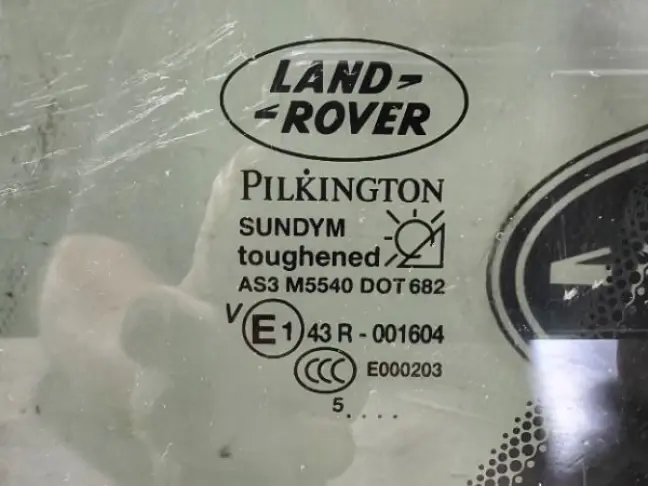 LAND
ROVER
PILKINGTON
SUNDYM
toughened
AS3 M5540 DOT 682
V E1 43 R - 001604
CCC E000203
5 . . . .